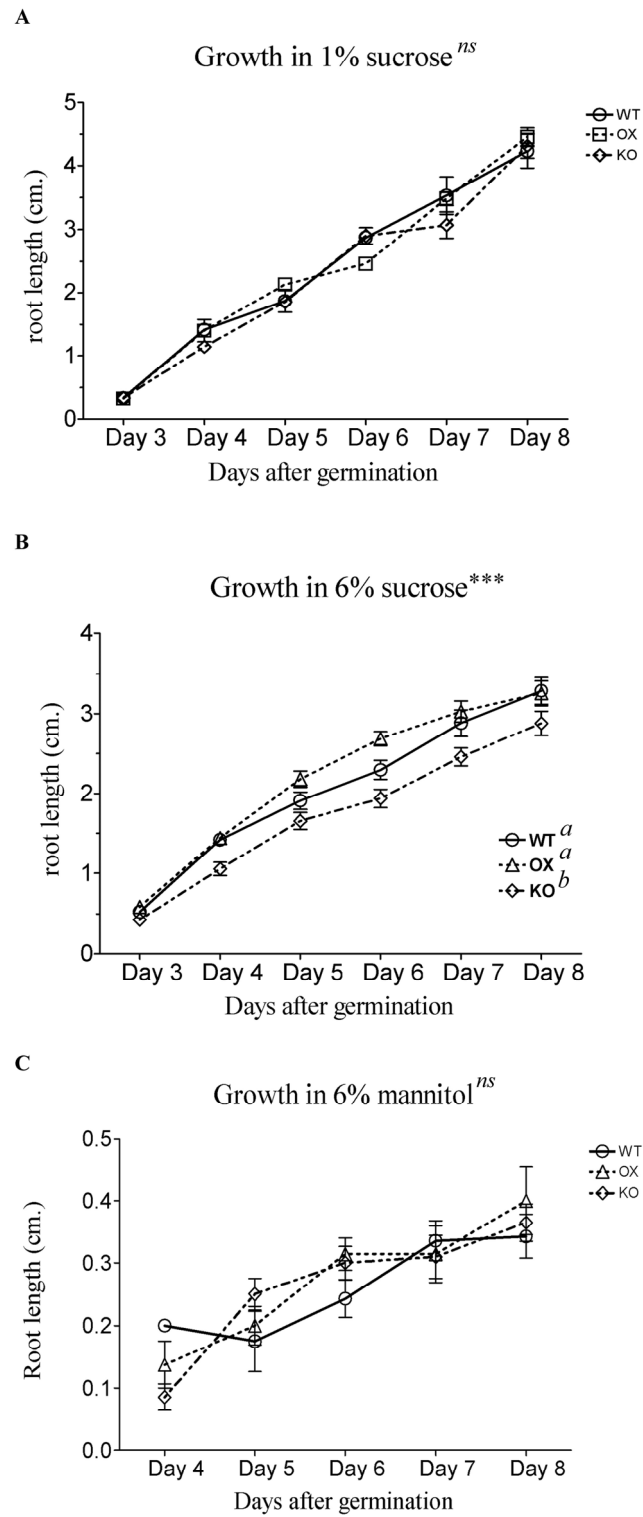 A
Growth in 1% sucrose ns
WT
OX
KO
5
4
3
2
1
0
root length (cm.)
Day 3 Day 4 Day 5 Day 6 Day 7 Day 8
Days after germination
B
Growth in 6% sucrose***
4
3
2
1
0
root length (cm.)
WT a
OX a
KO b
Day 3 Day 4 Day 5 Day 6 Day 7 Day 8
Days after germination
C
Growth in 6% mannitol ns
WT
OX
KO
0.5
0.4
0.3
0.2
0.1
0.0
Root length (cm.)
Day 4 Day 5 Day 6 Day 7 Day 8
Days after germination